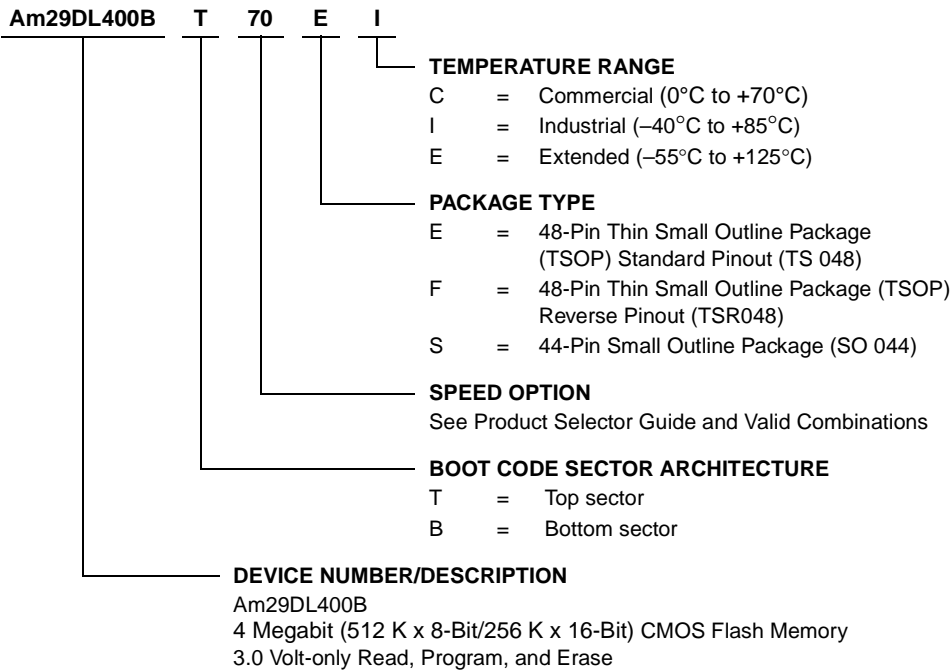 Am29DL400B T 70 E I
TEMPERATURE RANGE
C = Commercial (0°C to +70°C)
I = Industrial (–40°C to +85°C)
E = Extended (–55°C to +125°C)
PACKAGE TYPE
E = 48-Pin Thin Small Outline Package
(TSOP) Standard Pinout (TS 048)
F = 48-Pin Thin Small Outline Package (TSOP)
Reverse Pinout (TSR048)
S = 44-Pin Small Outline Package (SO 044)
SPEED OPTION
See Product Selector Guide and Valid Combinations
BOOT CODE SECTOR ARCHITECTURE
T = Top sector
B = Bottom sector
DEVICE NUMBER/DESCRIPTION
Am29DL400B
4 Megabit (512 K x 8-Bit/256 K x 16-Bit) CMOS Flash Memory
3.0 Volt-only Read, Program, and Erase